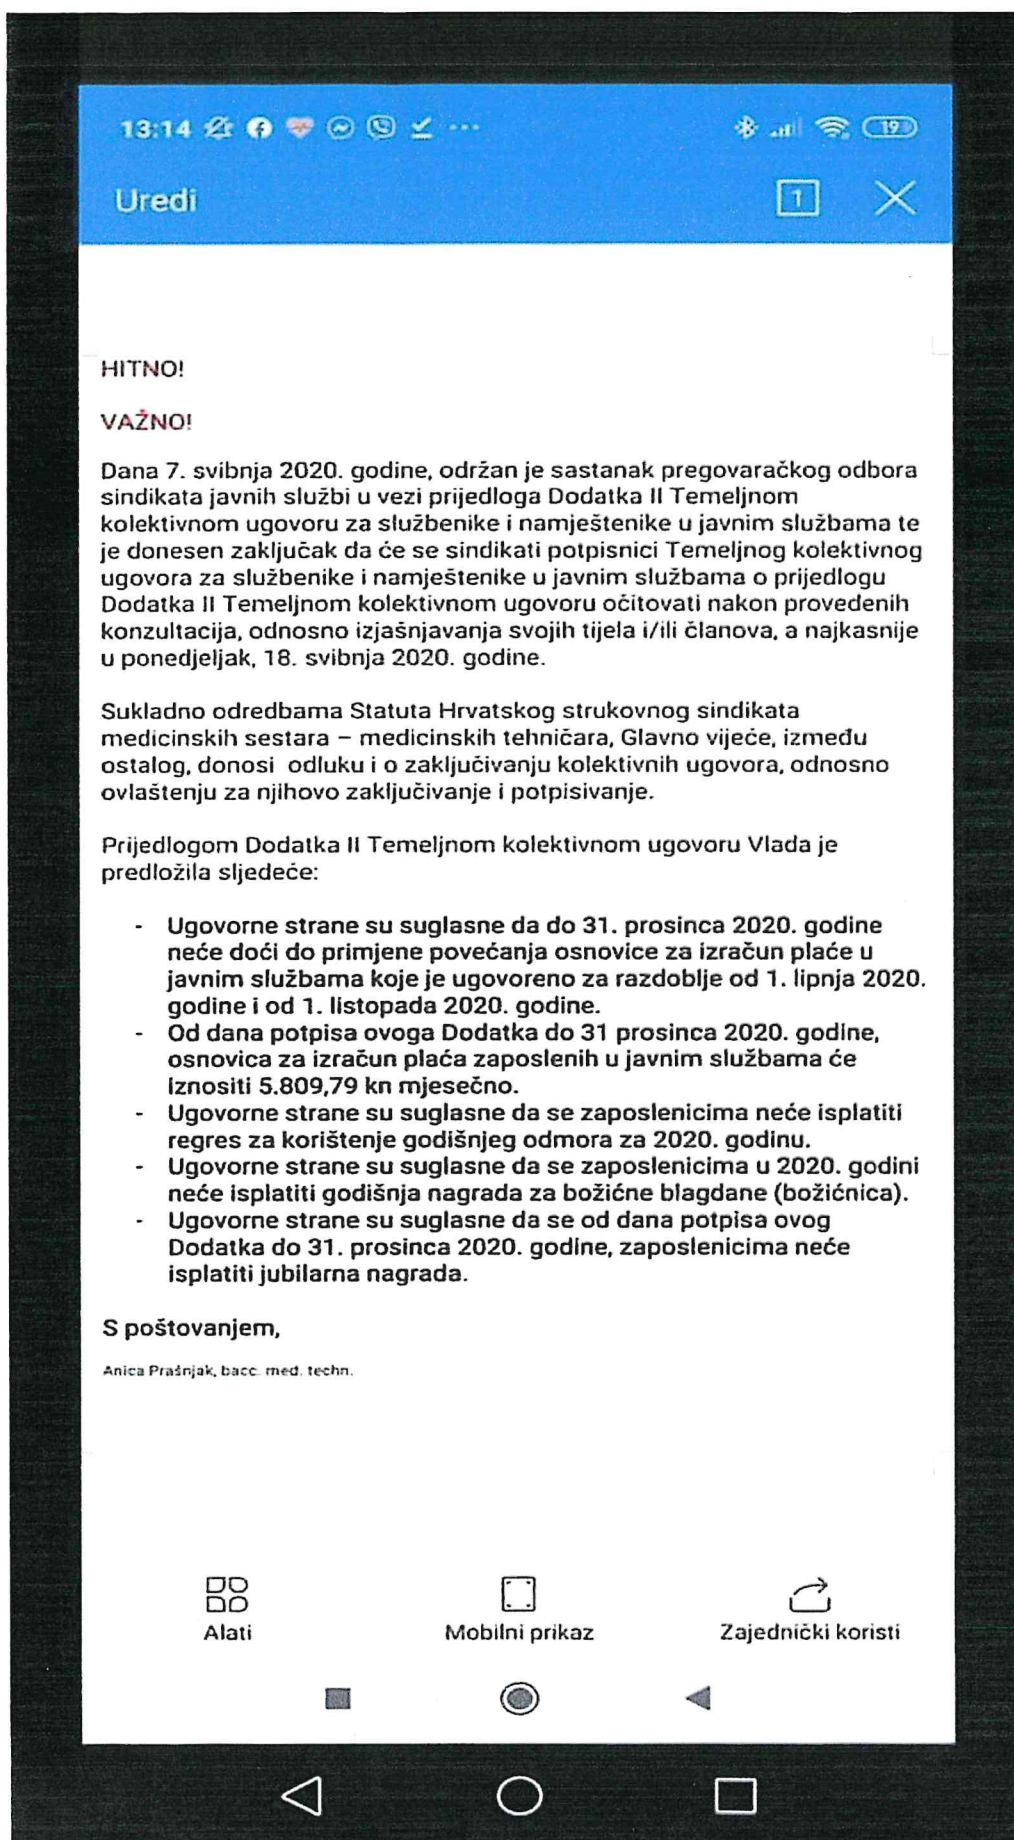 13:14
19
Uredi
1
HITNO!
VAŽNO!
Dana 7. svibnja 2020. godine, održan je sastanak pregovaračkog odbora
sindikata javnih službi u vezi prijedloga Dodatka II Temeljnom
kolektivnom ugovoru za službenike i namještenike u javnim službama te
je donesen zaključak da će se sindikati potpisnici Temeljnog kolektivnog
ugovora za službenike i namještenike u javnim službama o prijedlogu
Dodatka II Temeljnom kolektivnom ugovoru očitovati nakon provedenih
konzultacija, odnosno izjašnjavanja svojih tijela i/ili članova, a najkasnije
u ponedjeljak, 18. svibnja 2020. godine.
Sukladno odredbama Statuta Hrvatskog strukovnog sindikata
medicinskih sestara – medicinskih tehničara, Glavno vijeće, između
ostalog, donosi odluku i o zaključivanju kolektivnih ugovora, odnosno
ovlaštenju za njihovo zaključivanje i potpisivanje.
Prijedlogom Dodatka II Temeljnom kolektivnom ugovoru Vlada je
predložila sljedeće:
- Ugovorne strane su suglasne da do 31. prosinca 2020. godine
neće doći do primjene povećanja osnovice za izračun plaće u
javnim službama koje je ugovoreno za razdoblje od 1. lipnja 2020.
godine i od 1. listopada 2020. godine.
- Od dana potpisa ovoga Dodatka do 31 prosinca 2020. godine,
osnovica za izračun plaća zaposlenih u javnim službama će
iznositi 5.809,79 kn mjesečno.
- Ugovorne strane su suglasne da se zaposlenicima neće isplatiti
regres za korištenje godišnjeg odmora za 2020. godinu.
- Ugovorne strane su suglasne da se zaposlenicima u 2020. godini
neće isplatiti godišnja nagrada za božićne blagdane (božićnica).
- Ugovorne strane su suglasne da se od dana potpisa ovog
Dodatka do 31. prosinca 2020. godine, zaposlenicima neće
isplatiti jubilarna nagrada.
S poštovanjem,
Anica Prašnjak, bacc. med. techn.
Alati
Mobilni prikaz
Zajednički koristi